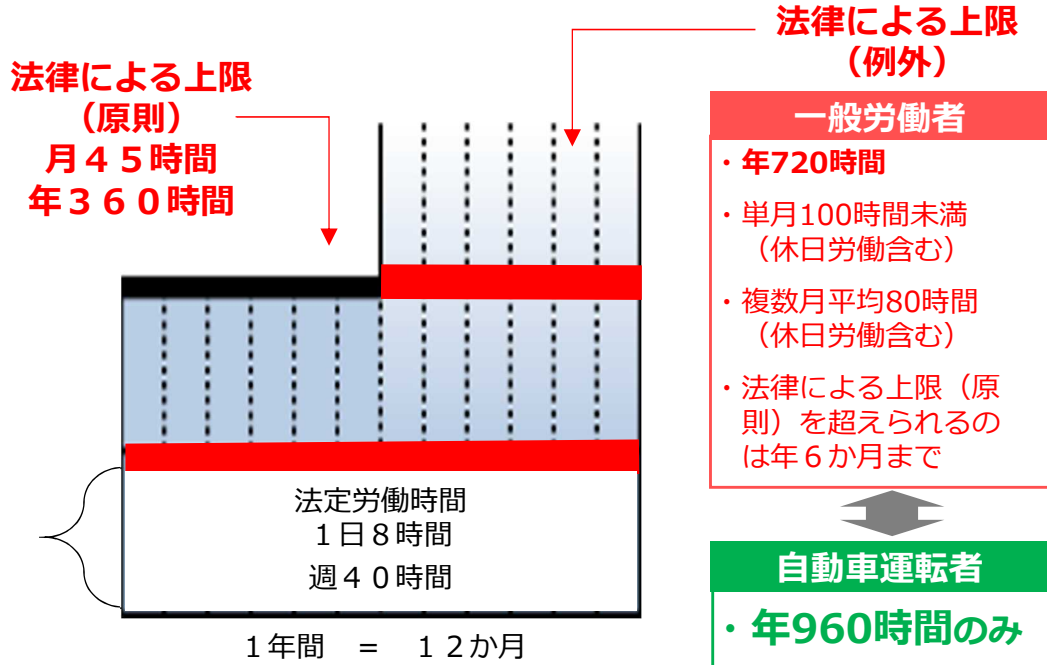 法律による上限
（原則）
月４５時間
年３６０時間
法律による上限
（例外）
一般労働者
・年720時間
・単月100時間未満
（休日労働含む）
・複数月平均80時間
（休日労働含む）
・法律による上限（原
則）を超えられるの
は年６か月まで
法定労働時間
１日８時間
週４０時間
１年間　＝　１２か月
自動車運転者
・年960時間のみ